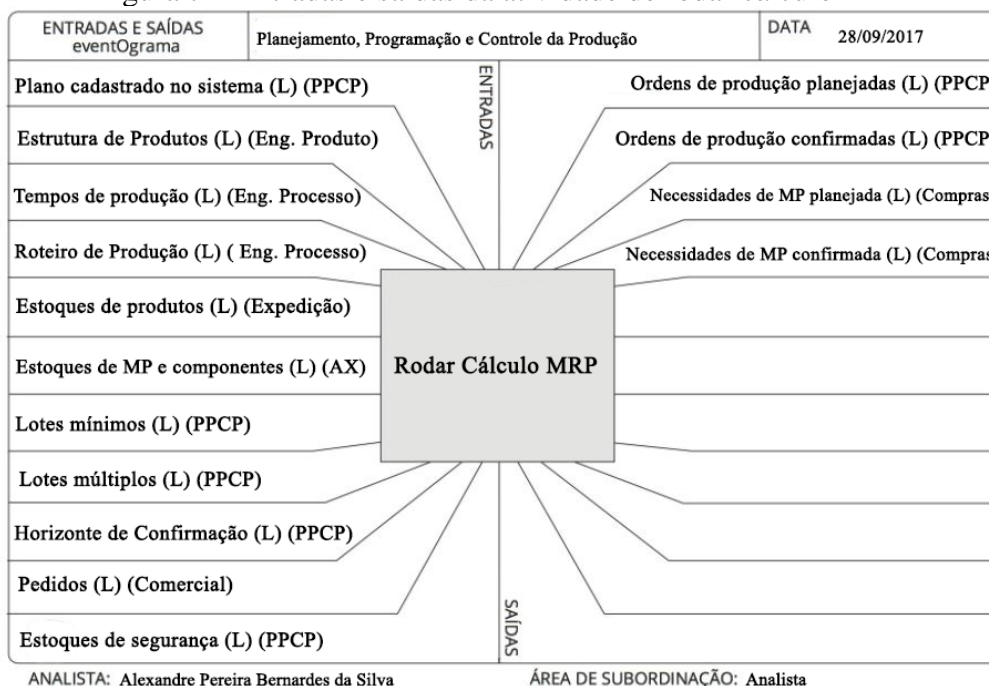 ENTRADAS E SAÍDAS
eventOgrama
Planejamento, Programação e Controle da Produção
DATA
28/09/2017
ENTRADAS
Plano cadastrado no sistema (L) (PPCP)
Estrutura de Produtos (L) (Eng. Produto)
Tempos de produção (L) (Eng. Processo)
Roteiro de Produção (L) ( Eng. Processo)
Estoques de produtos (L) (Expedição)
Estoques de MP e componentes (L) (AX)
Lotes mínimos (L) (PPCP)
Lotes múltiplos (L) (PPCP)
Horizonte de Confirmação (L) (PPCP)
Pedidos (L) (Comercial)
Estoques de segurança (L) (PPCP)
Rodar Cálculo MRP
Ordens de produção planejadas (L) (PPCP
Ordens de produção confirmadas (L) (PPCP
Necessidades de MP planejada (L) (Compras
Necessidades de MP confirmada (L) (Compras
SAÍDAS
ANALISTA: Alexandre Pereira Bernardes da Silva
ÁREA DE SUBORDINAÇÃO: Analista